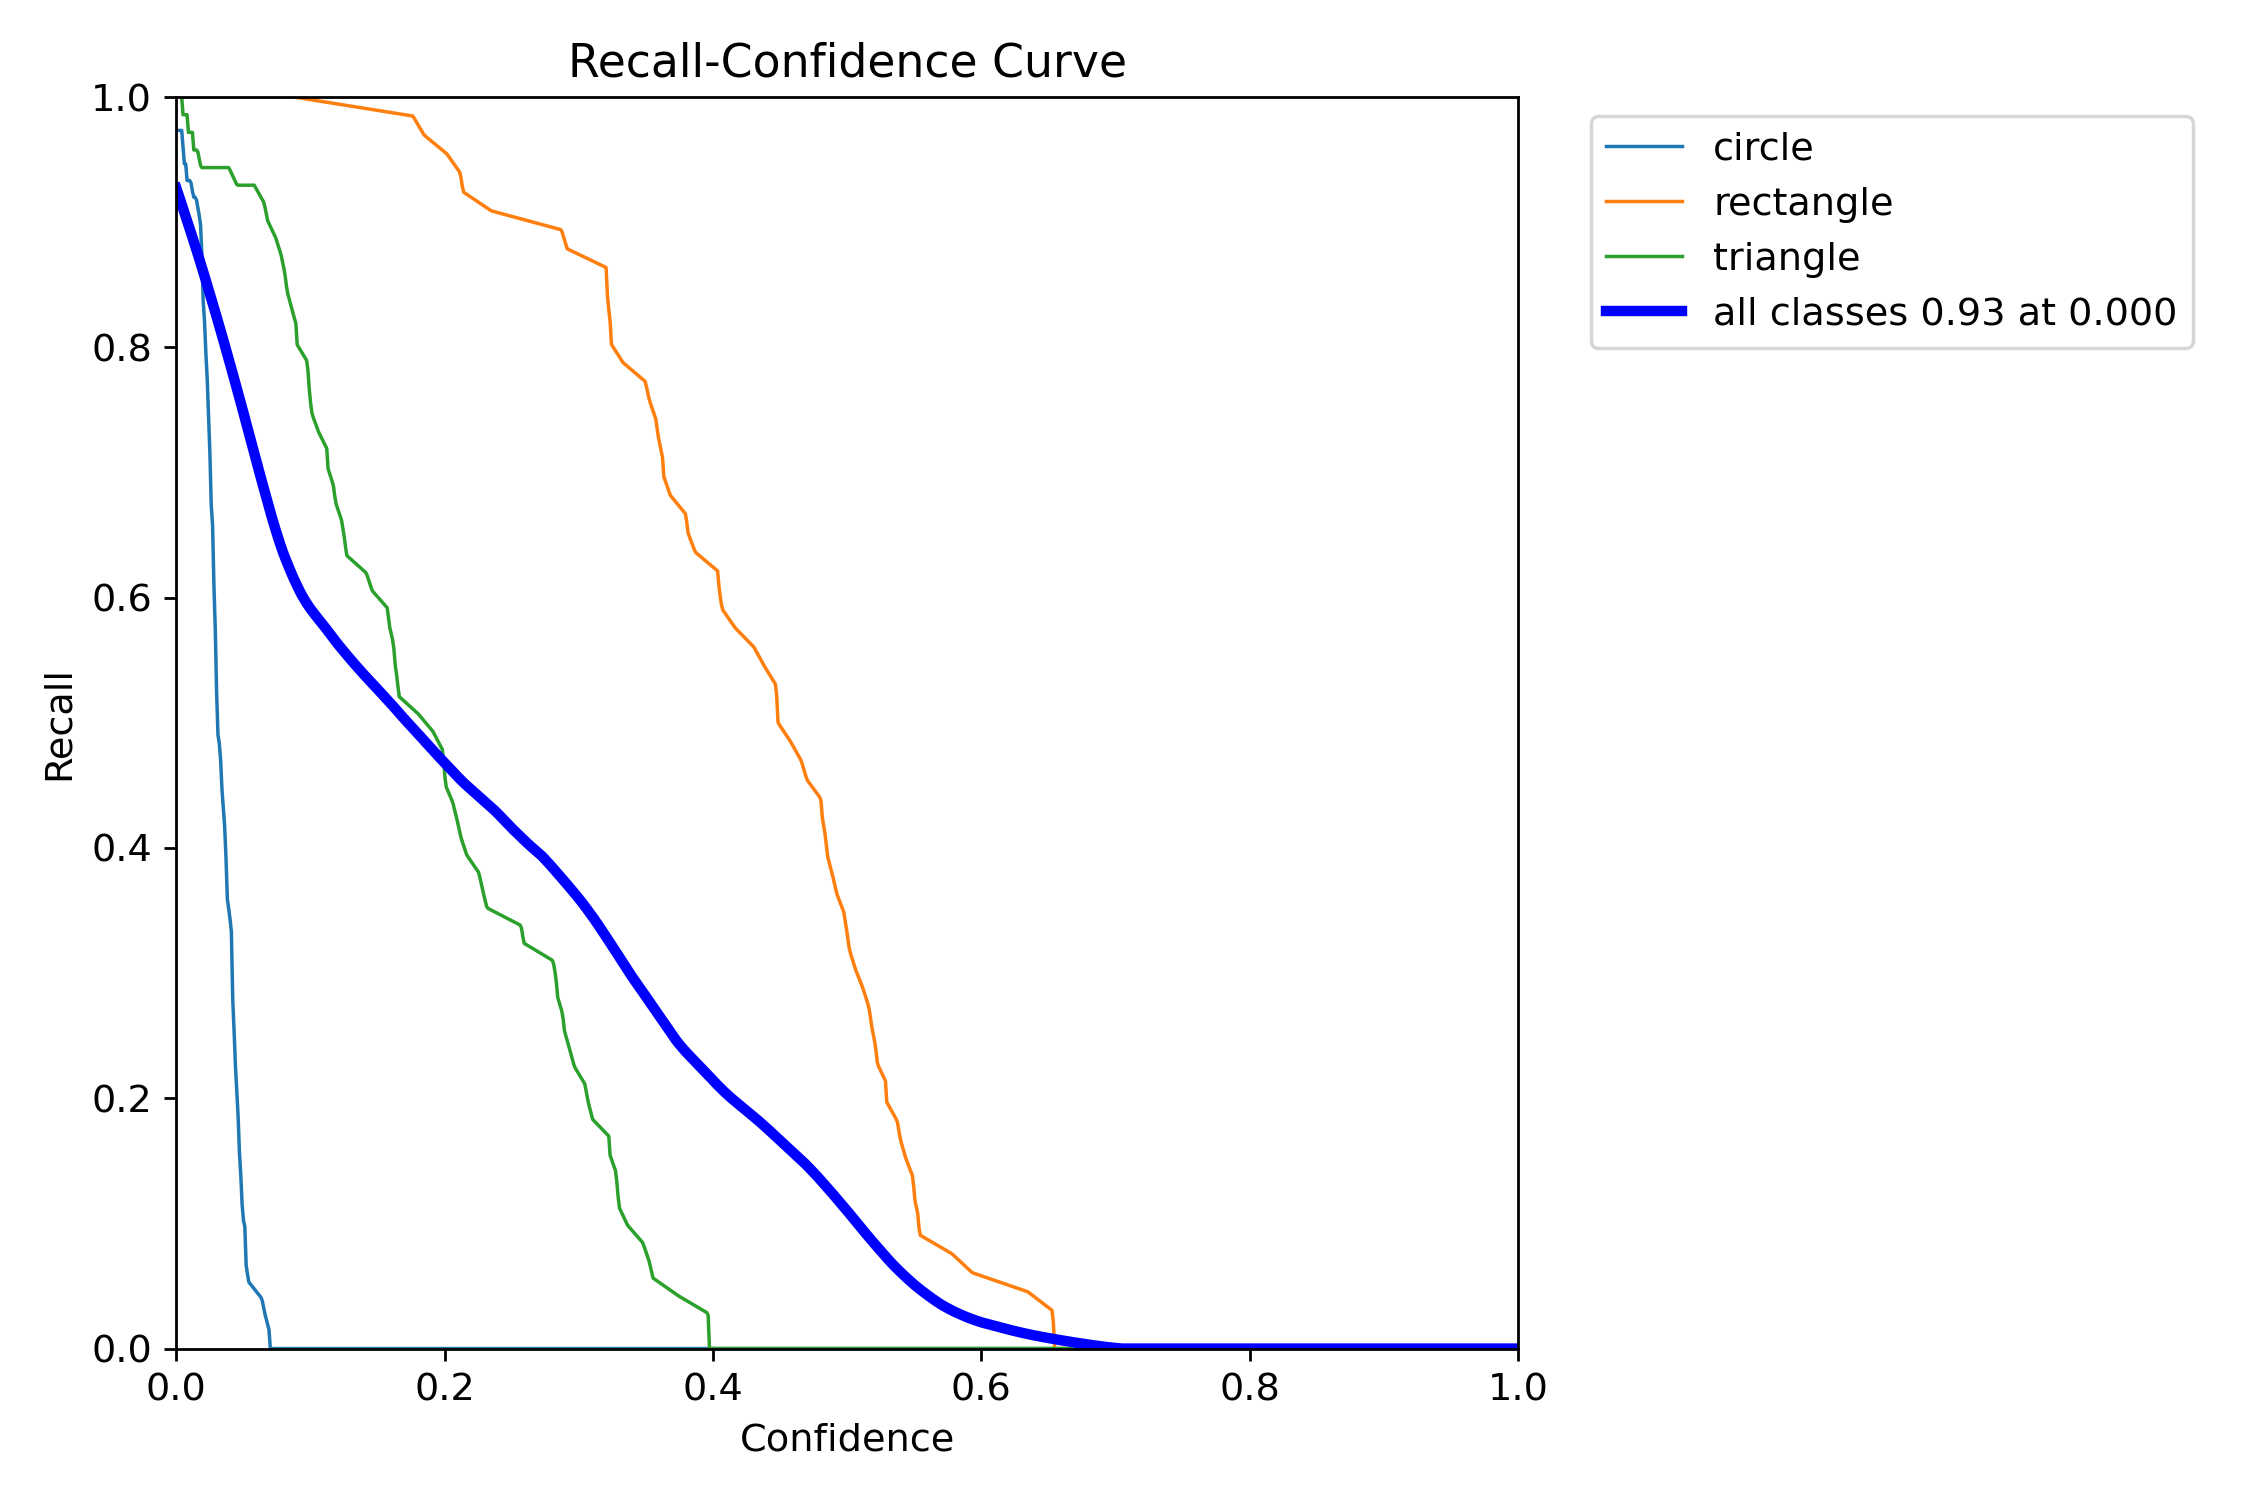 Recall-Confidence Curve
1.0
0.8
0.6
0.4
0.2
0.0
Recall
0.0 0.2 0.4 0.6 0.8 1.0
Confidence
circle
rectangle
triangle
all classes 0.93 at 0.000